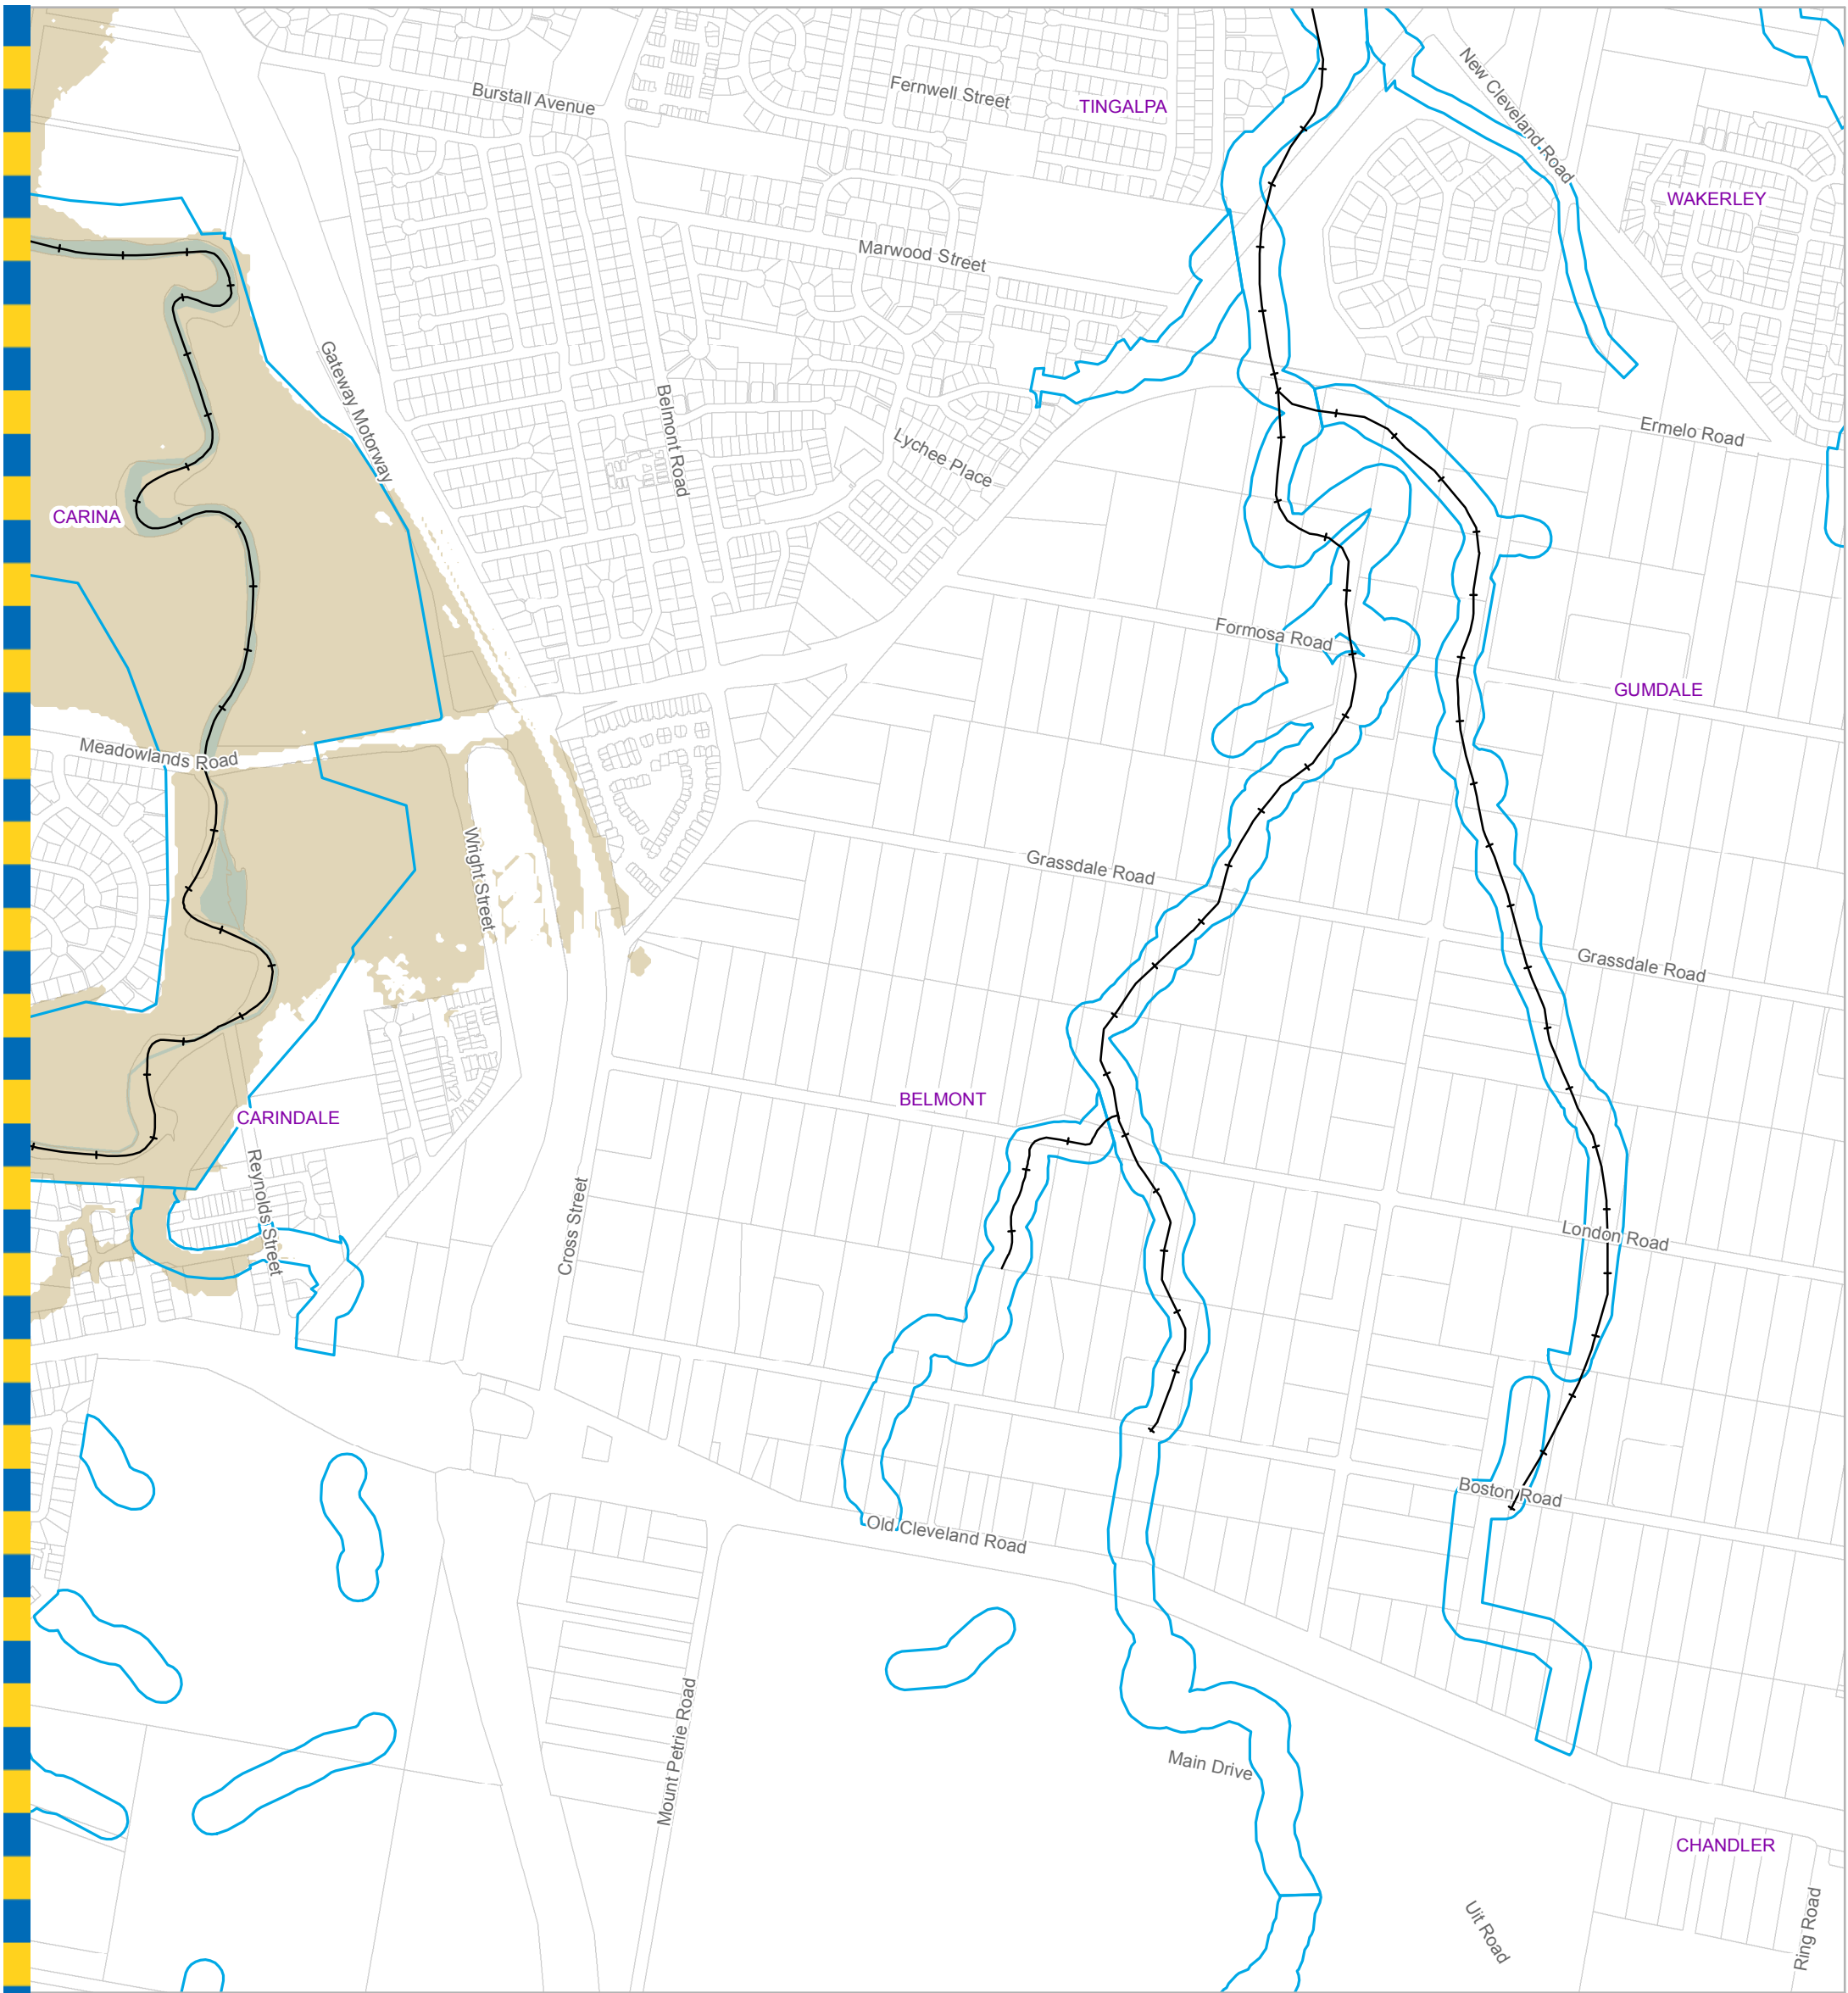 New Cleveland Road
Burstall Avenue
Fernwell Street
TINGALPA
WAKERLEY
Marwood Street
Gateway Motorway
Belmont Road
Lychee Place
Ermelo Road
CARINA
Formosa Road
GUMDALE
Meadowlands Road
Wright Street
Grassdale Road
Grassdale Road
BELMONT
CARINDALE
Reynolds Street
Cross Street
London Road
Boston Road
Old Cleveland Road
Mount Petrie Road
Main Drive
CHANDLER
Uit Road
Ring Road